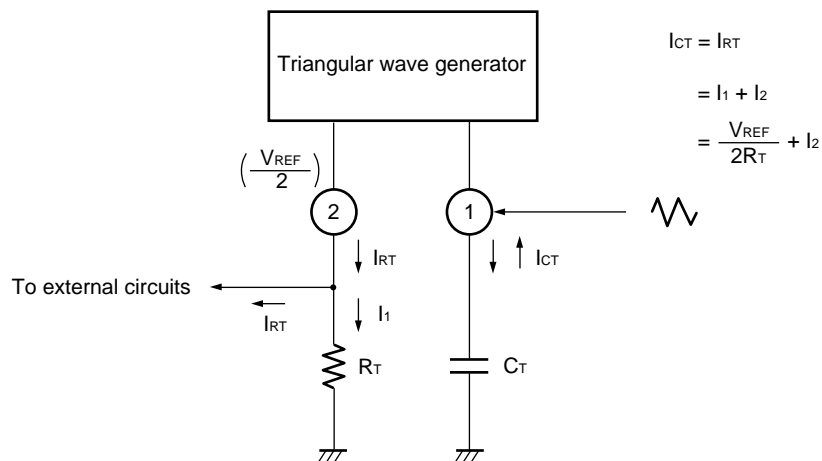 Triangular wave generator
ICT = IRT
= I1 + I2
= VREF / 2RT + I2
(VREF / 2)
2
1
IRT
ICT
To external circuits
IRT
I1
RT
CT